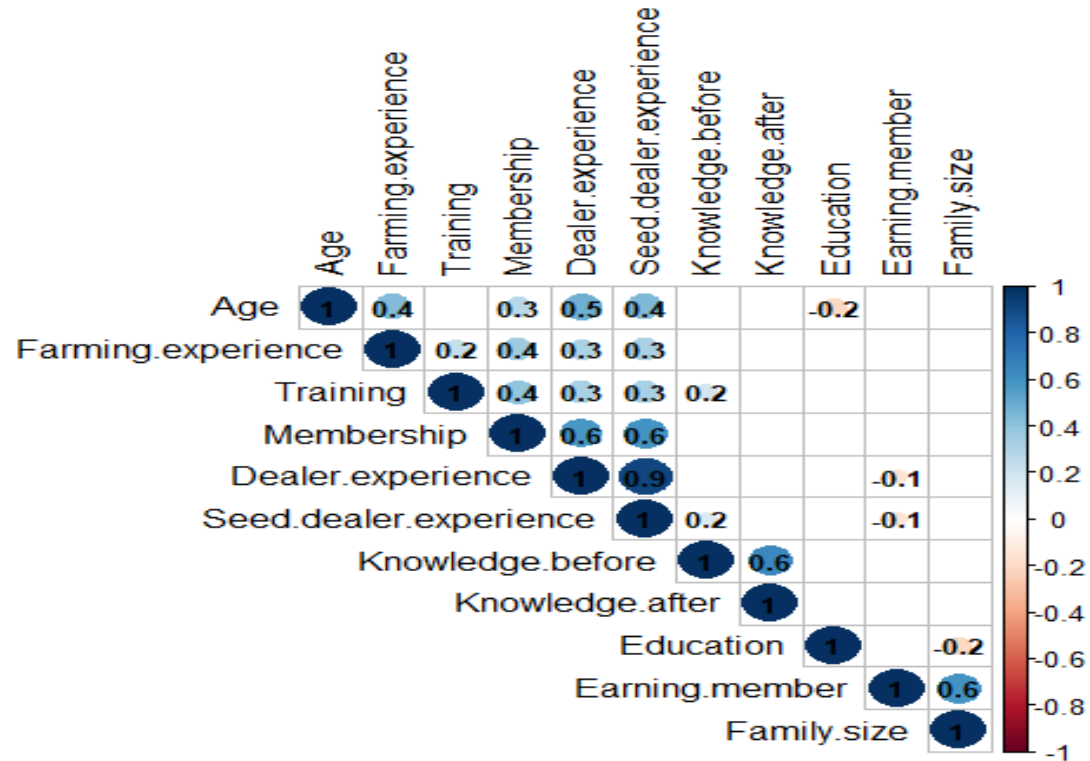 Age
Farming.experience
Training
Membership
Dealer.experience
Seed.dealer.experience
Knowledge.before
Knowledge.after
Education
Earning.member
Family.size
Age 1 0.4 0.3 0.5 0.4 -0.2
Farming.experience 1 0.2 0.4 0.3 0.3
Training 1 0.4 0.3 0.3 0.2
Membership 1 0.6 0.6
Dealer.experience 1 0.9 -0.1
Seed.dealer.experience 1 0.2 -0.1
Knowledge.before 1 0.6
Knowledge.after 1
Education 1 -0.2
Earning.member 1 0.6
Family.size 1
1
0.8
0.6
0.4
0.2
0
-0.2
-0.4
-0.6
-0.8
-1